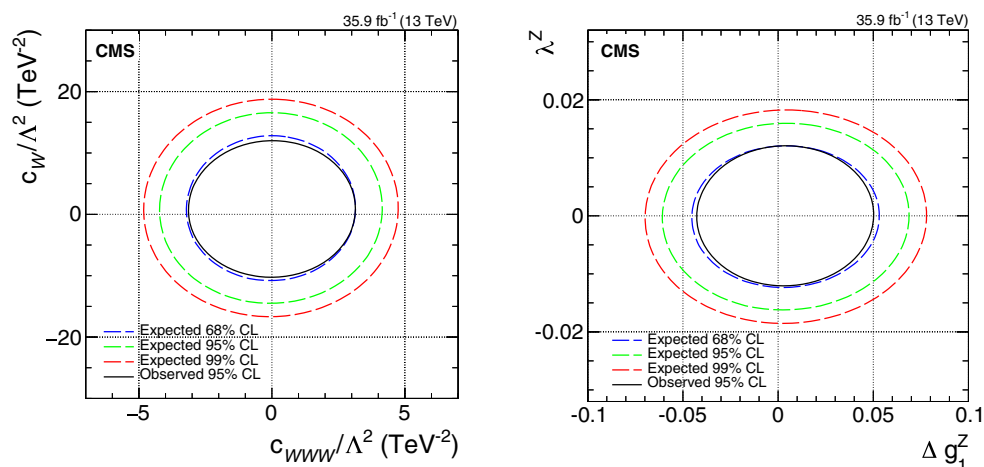 35.9 fb⁻¹ (13 TeV)
CMS
c_W/Λ² (TeV⁻²)
20
0
−20
−5
0
5
c_WWW/Λ² (TeV⁻²)
Expected 68% CL
Expected 95% CL
Expected 99% CL
Observed 95% CL
35.9 fb⁻¹ (13 TeV)
CMS
λ^Z
0.02
0
-0.02
-0.1
-0.05
0
0.05
0.1
Δ g₁^Z
Expected 68% CL
Expected 95% CL
Expected 99% CL
Observed 95% CL